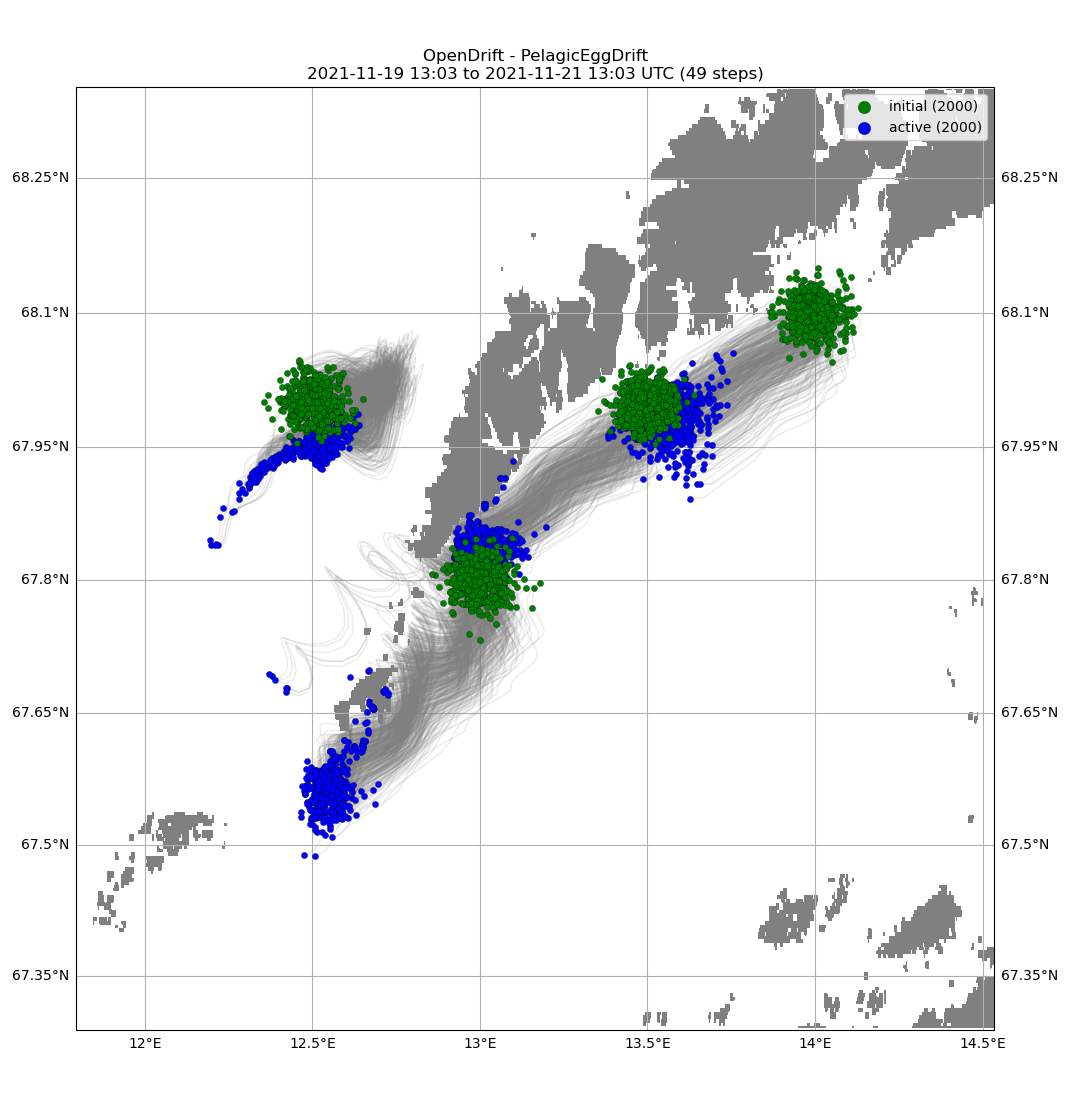 OpenDrift - PelagicEggDrift
2021-11-19 13:03 to 2021-11-21 13:03 UTC (49 steps)
initial (2000)
active (2000)
68.25°N
68.25°N
68.1°N
68.1°N
67.95°N
67.95°N
67.8°N
67.8°N
67.65°N
67.65°N
67.5°N
67.5°N
67.35°N
67.35°N
12°E
12.5°E
13°E
13.5°E
14°E
14.5°E